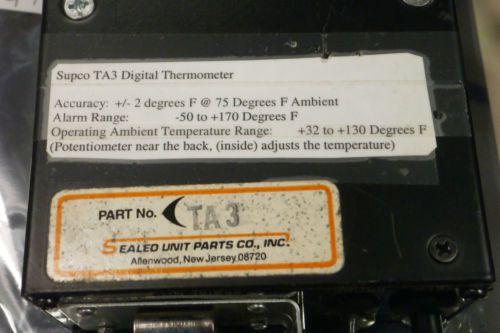 Supco TA3 Digital Thermometer
Accuracy: +/- 2 degrees F @ 75 Degrees F Ambient
Alarm Range: -50 to +170 Degrees F
Operating Ambient Temperature Range: +32 to +130 Degrees F
(Potentiometer near the back, (inside) adjusts the temperature)
PART No. TA3
SEALED UNIT PARTS CO., INC.
Allenwood, New Jersey 08720